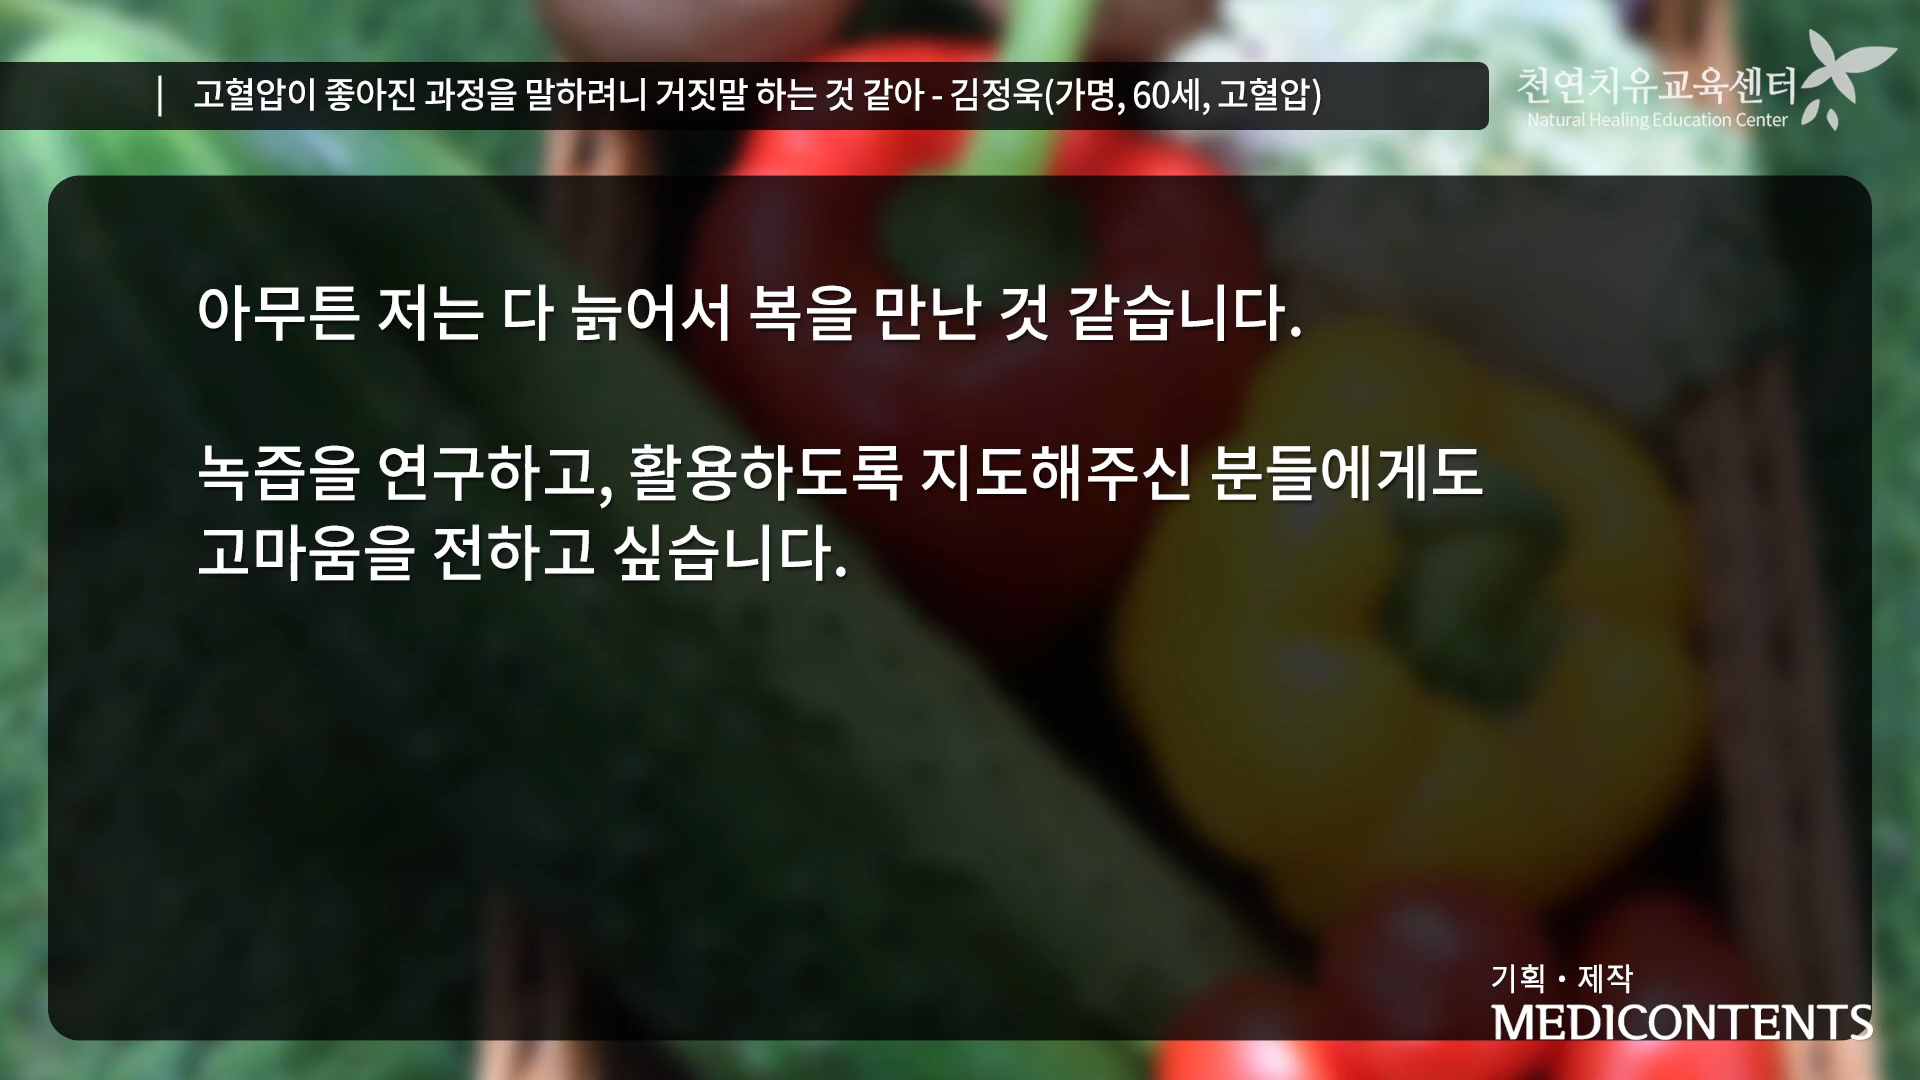 | 고혈압이 좋아진 과정을 말하려니 거짓말 하는 것 같아 - 김정욱(가명, 60세, 고혈압)
천연치유교육센터
Natural Healing Education Center
아무튼 저는 다 늙어서 복을 만난 것 같습니다.
녹즙을 연구하고, 활용하도록 지도해주신 분들에게도
고마움을 전하고 싶습니다.
기획 · 제작
MEDICONTENTS